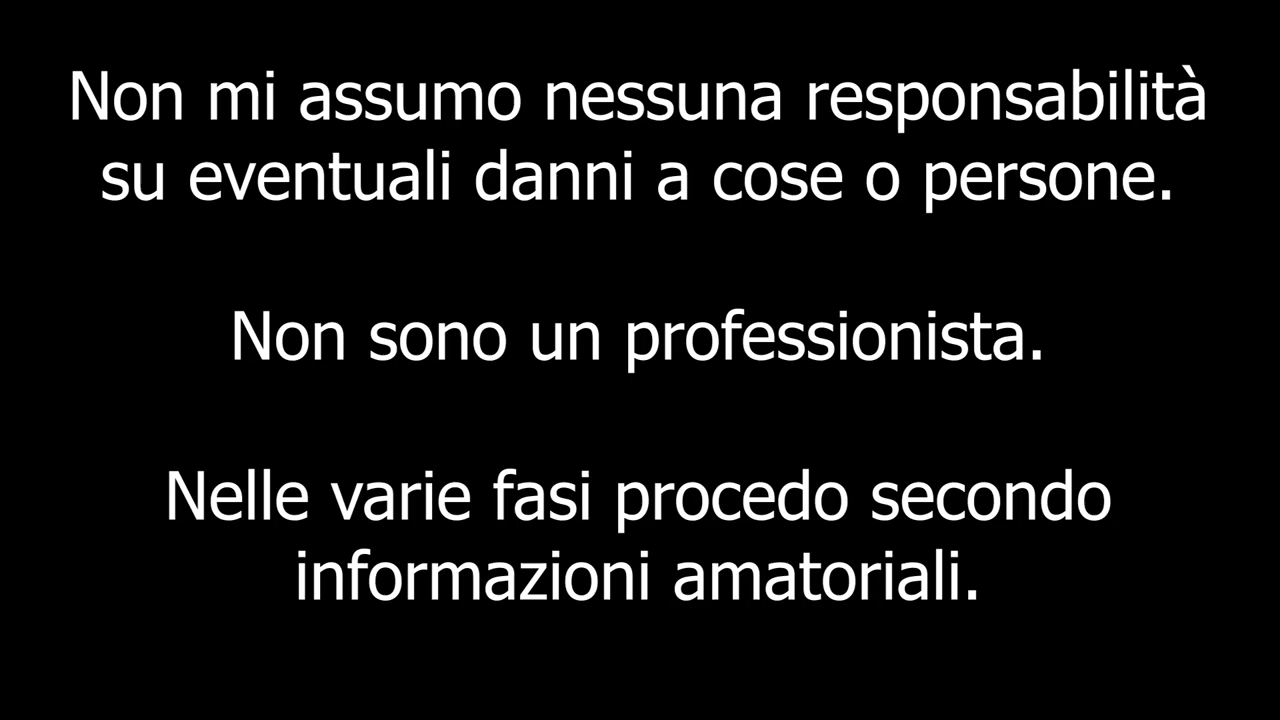 Non mi assumo nessuna responsabilità
su eventuali danni a cose o persone.
Non sono un professionista.
Nelle varie fasi procedo secondo
informazioni amatoriali.